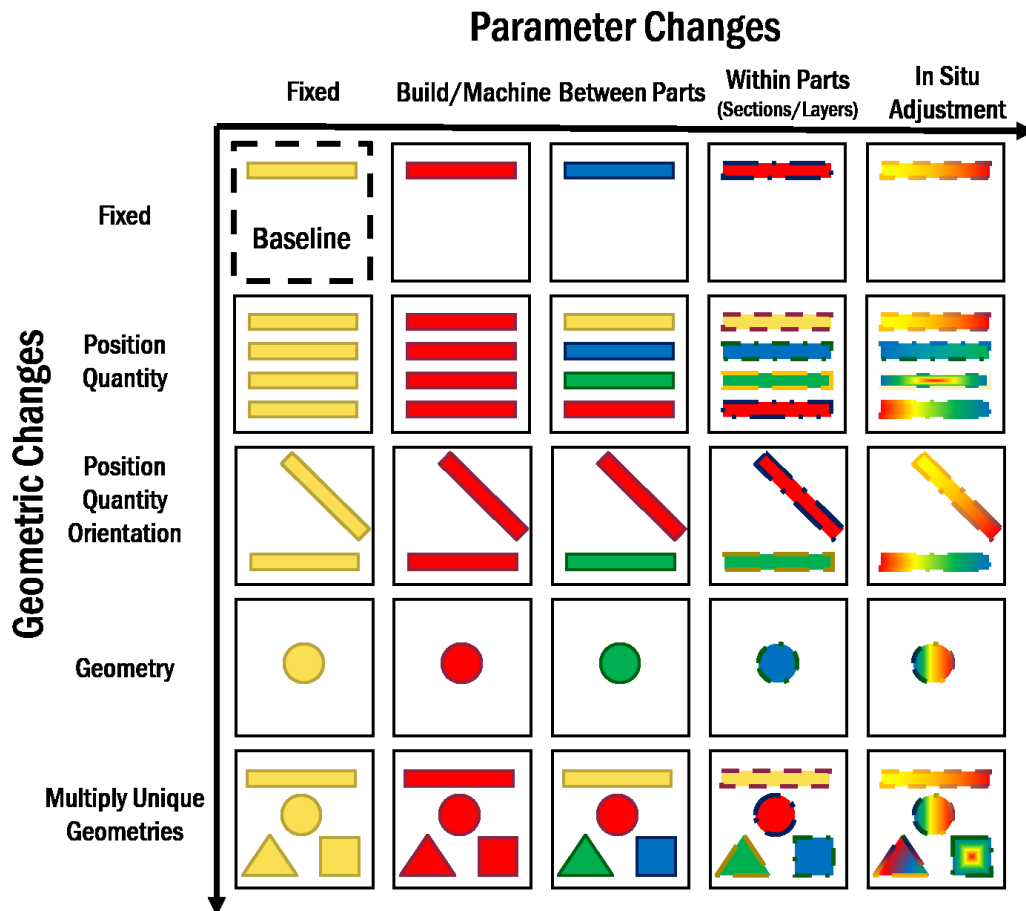 Parameter Changes
Fixed
Build/Machine
Between Parts
Within Parts
(Sections/Layers)
In Situ
Adjustment
Geometric Changes
Fixed
Baseline
Position
Quantity
Position
Quantity
Orientation
Geometry
Multiply Unique
Geometries